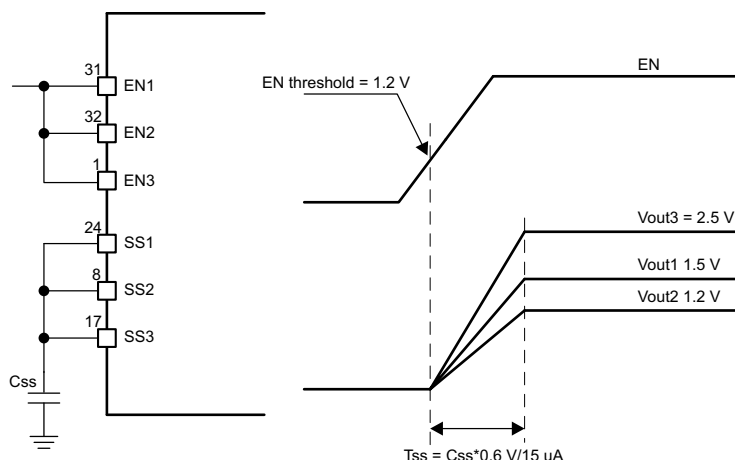 31
EN1
32
EN2
1
EN3
24
SS1
8
SS2
17
SS3
Css
EN threshold = 1.2 V
EN
Vout3 = 2.5 V
Vout1 1.5 V
Vout2 1.2 V
Tss = Css*0.6 V/15 uA